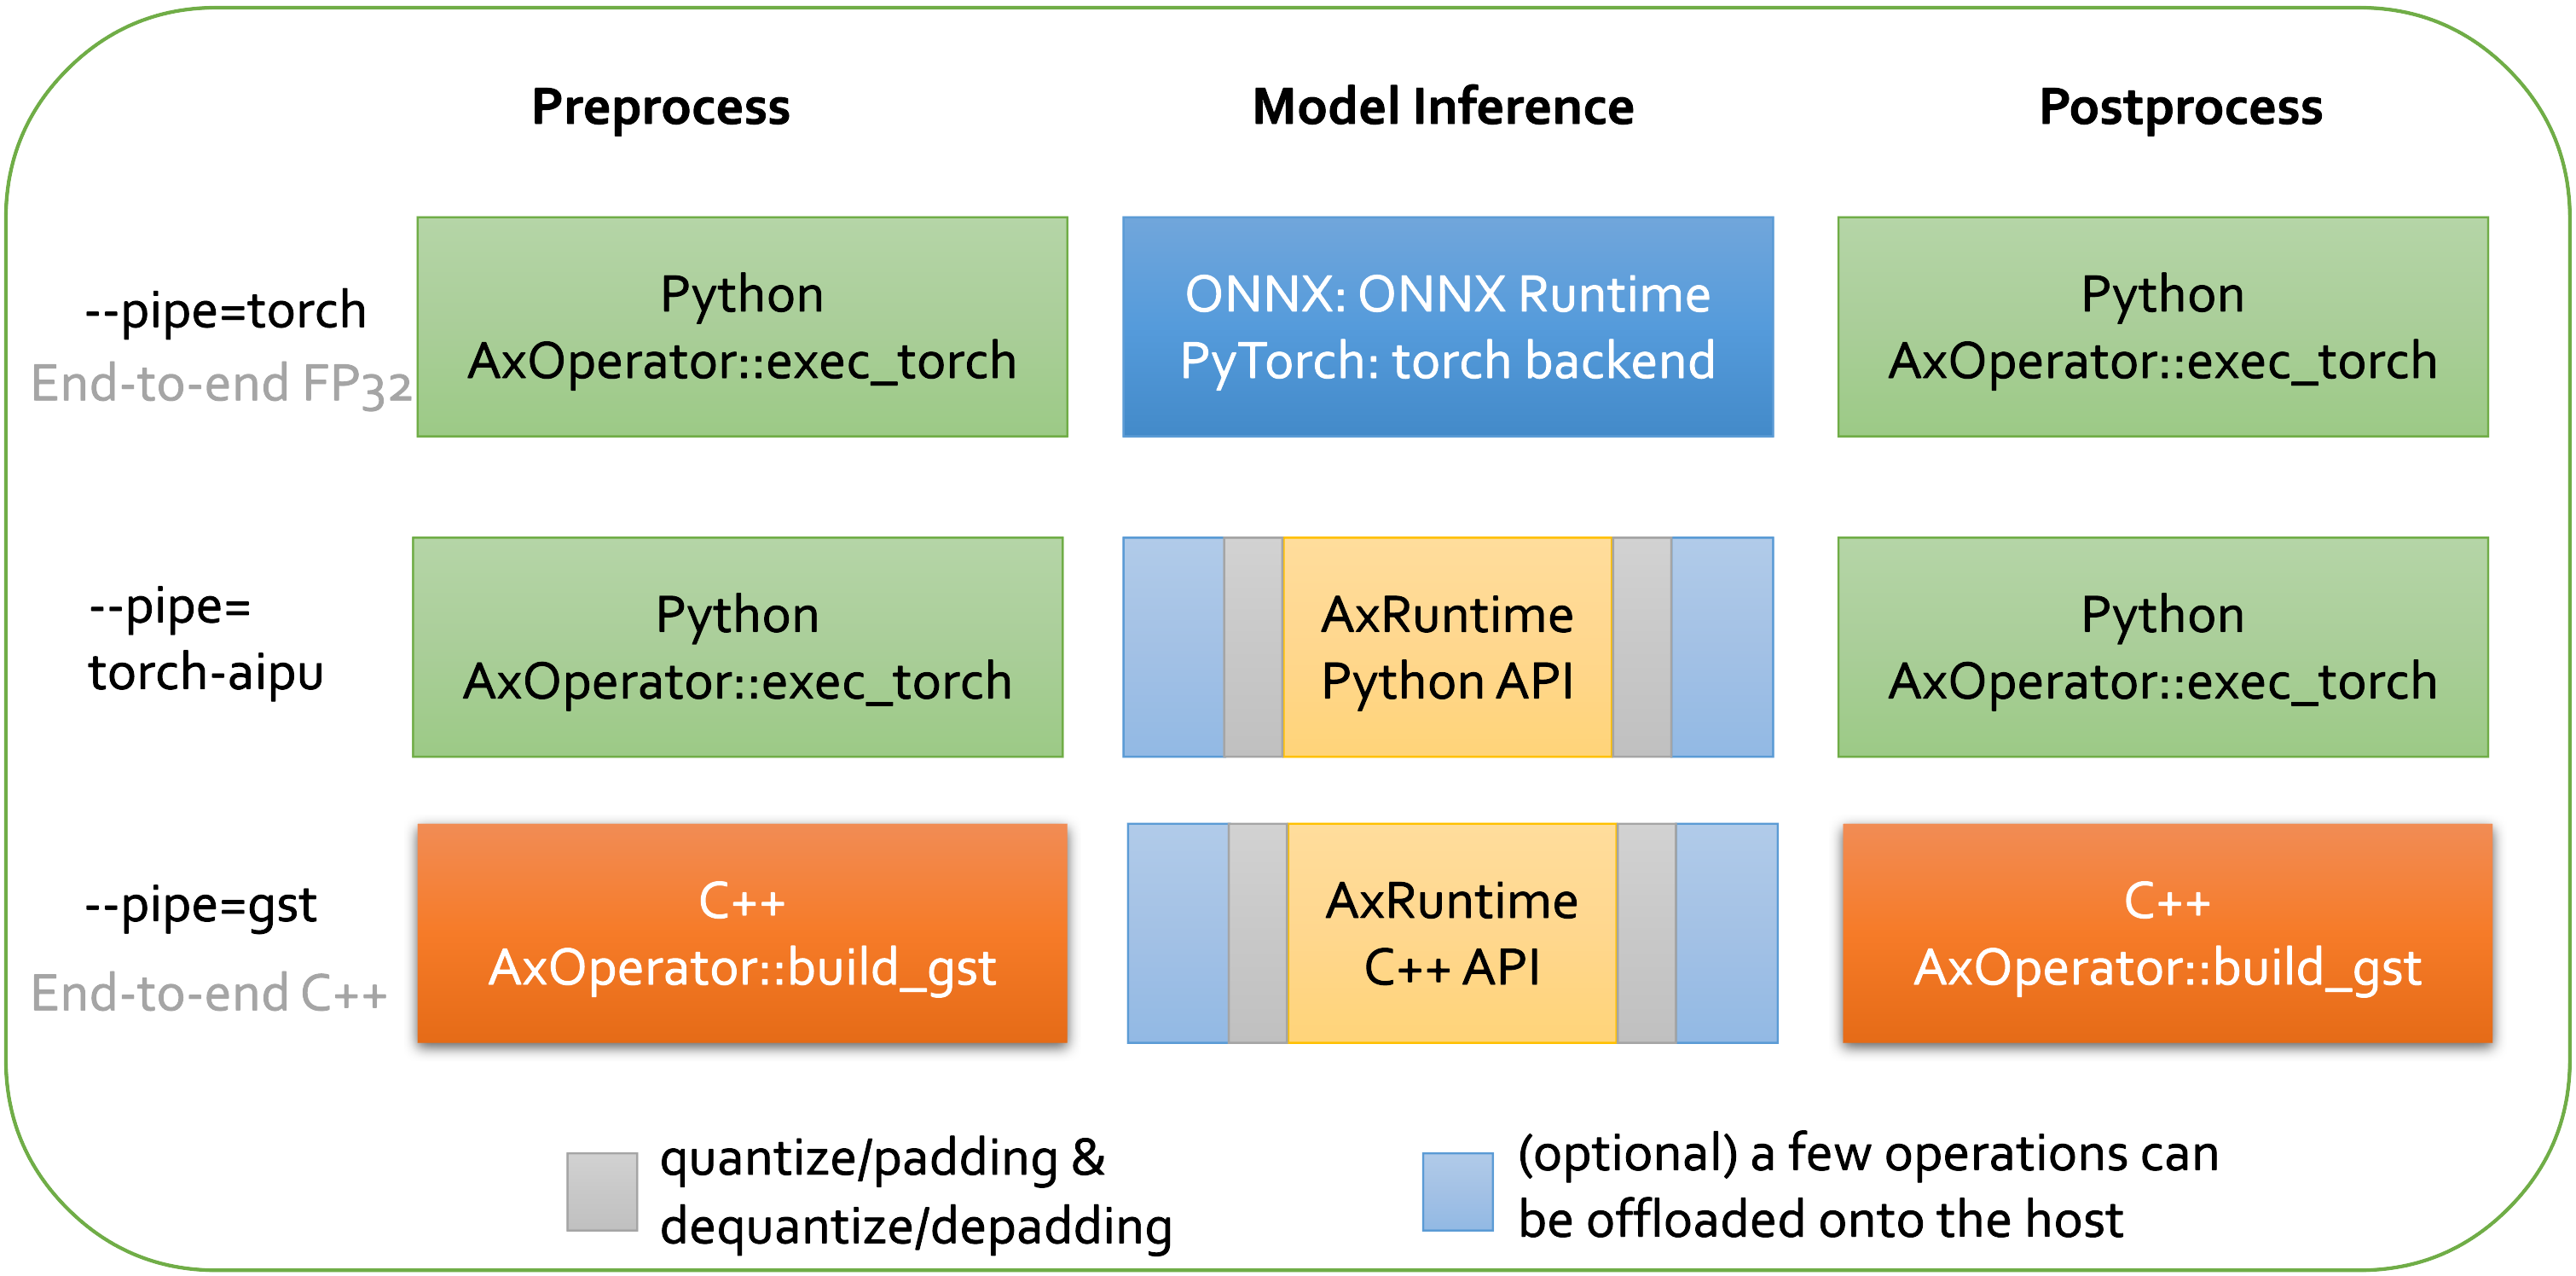 Preprocess
Model Inference
Postprocess
--pipe=torch
End-to-end FP32
Python
AxOperator::exec_torch
ONNX: ONNX Runtime
PyTorch: torch backend
Python
AxOperator::exec_torch
--pipe=
torch-aipu
Python
AxOperator::exec_torch
AxRuntime
Python API
Python
AxOperator::exec_torch
--pipe=gst
End-to-end C++
C++
AxOperator::build_gst
AxRuntime
C++ API
C++
AxOperator::build_gst
quantize/padding &
dequantize/depadding
(optional) a few operations can
be offloaded onto the host